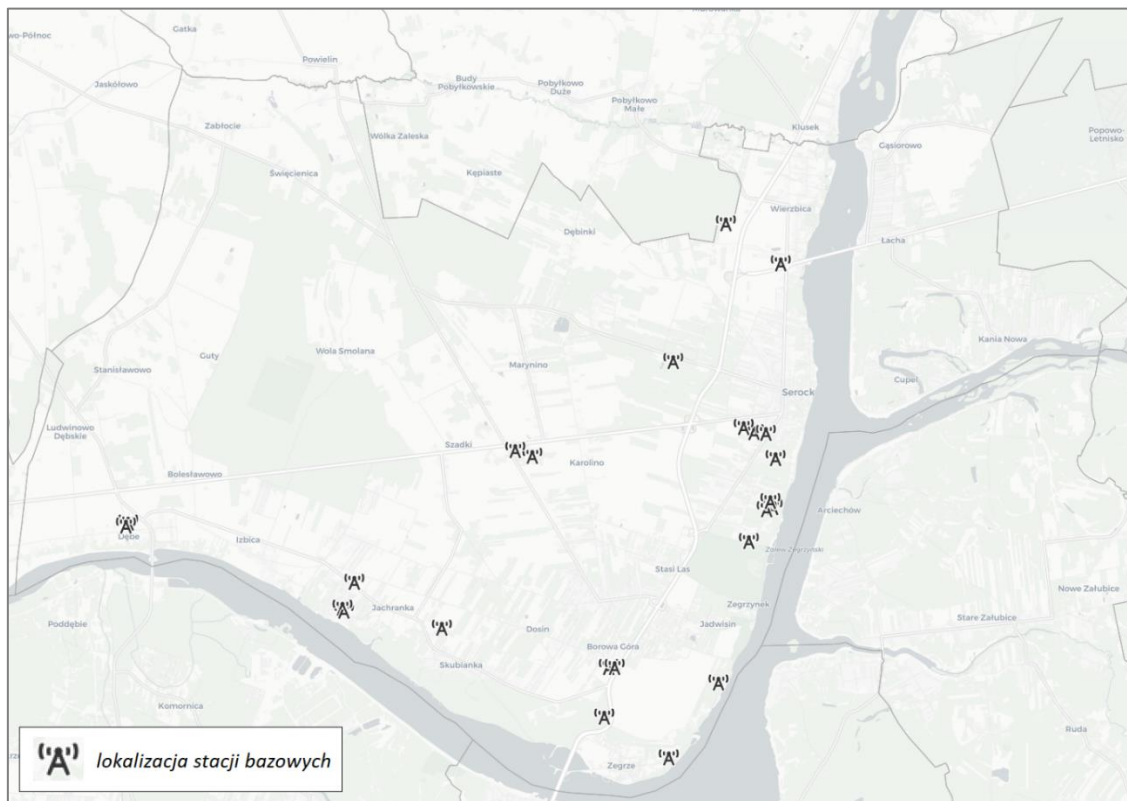 Gatka
Powielin
Jaskółowo
Budy
Pobyłkowskie
Pobyłkowo
Duże
Pobyłkowo
Małe
Zabłocie
Wólka Zaleska
Klusek
Popowo-
Letnisko
Gąsiorowo
Święcienica
Kępiaste
Wierzbica
Dębinki
Łacha
Kania Nowa
Guty
Wola Smolana
Marynino
Stanisławowo
Cupel
Serock
Ludwinowo
Dębskie
Szadki
Karolino
Bolesławowo
Arciechów
Dębe
Izbica
Zalew Zegrzyński
Stasi Las
Nowe Załubice
Jachranka
Zegrzynek
Poddębie
Dosin
Jadwisin
Stare Załubice
Borowa Góra
Skubianka
Komornica
Ruda
Zegrze
lokalizacja stacji bazowych